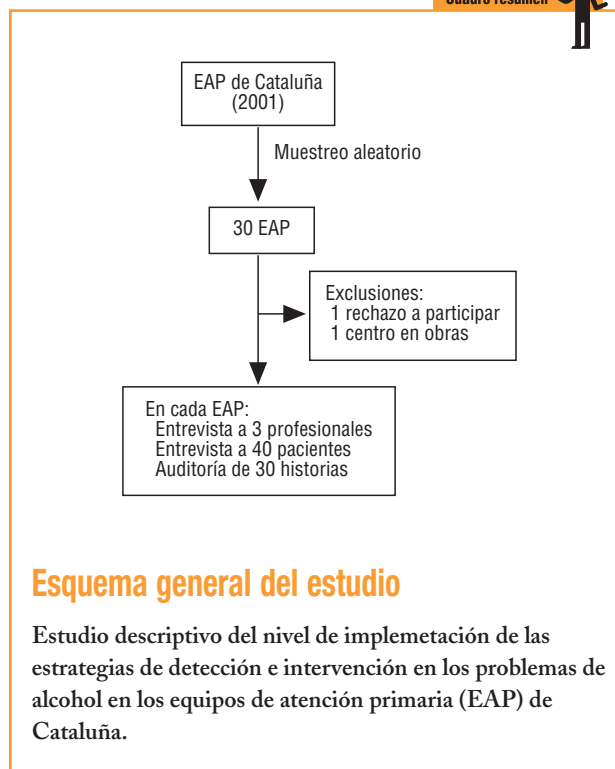 Cuadro resumen
EAP de Cataluña
(2001)
Muestreo aleatorio
30 EAP
Exclusiones:
1 rechazo a participar
1 centro en obras
En cada EAP:
Entrevista a 3 profesionales
Entrevista a 40 pacientes
Auditoría de 30 historias
Esquema general del estudio
Estudio descriptivo del nivel de implemetación de las
estrategias de detección e intervención en los problemas de
alcohol en los equipos de atención primaria (EAP) de
Cataluña.